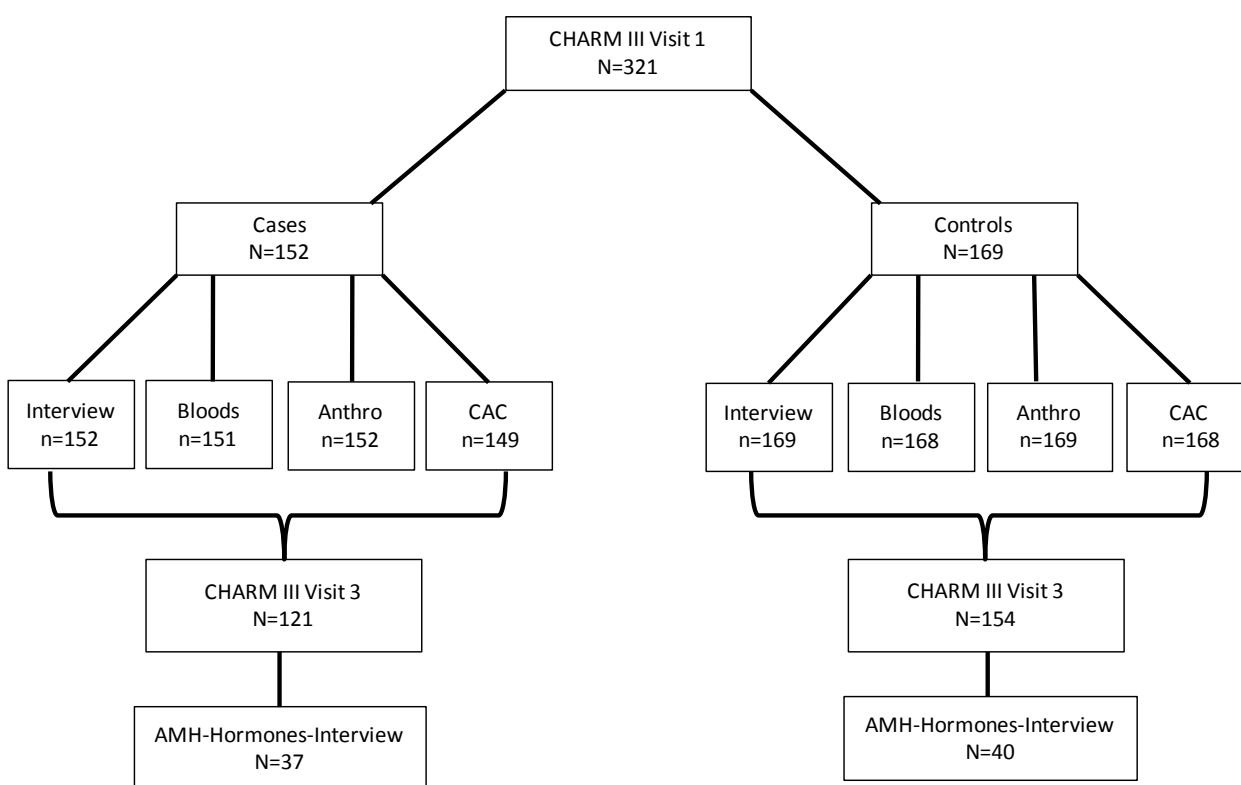 CHARM III Visit 1
N=321
Cases
N=152
Controls
N=169
Interview
n=152
Bloods
n=151
Anthro
n=152
CAC
n=149
Interview
n=169
Bloods
n=168
Anthro
n=169
CAC
n=168
CHARM III Visit 3
N=121
CHARM III Visit 3
N=154
AMH-Hormones-Interview
N=37
AMH-Hormones-Interview
N=40